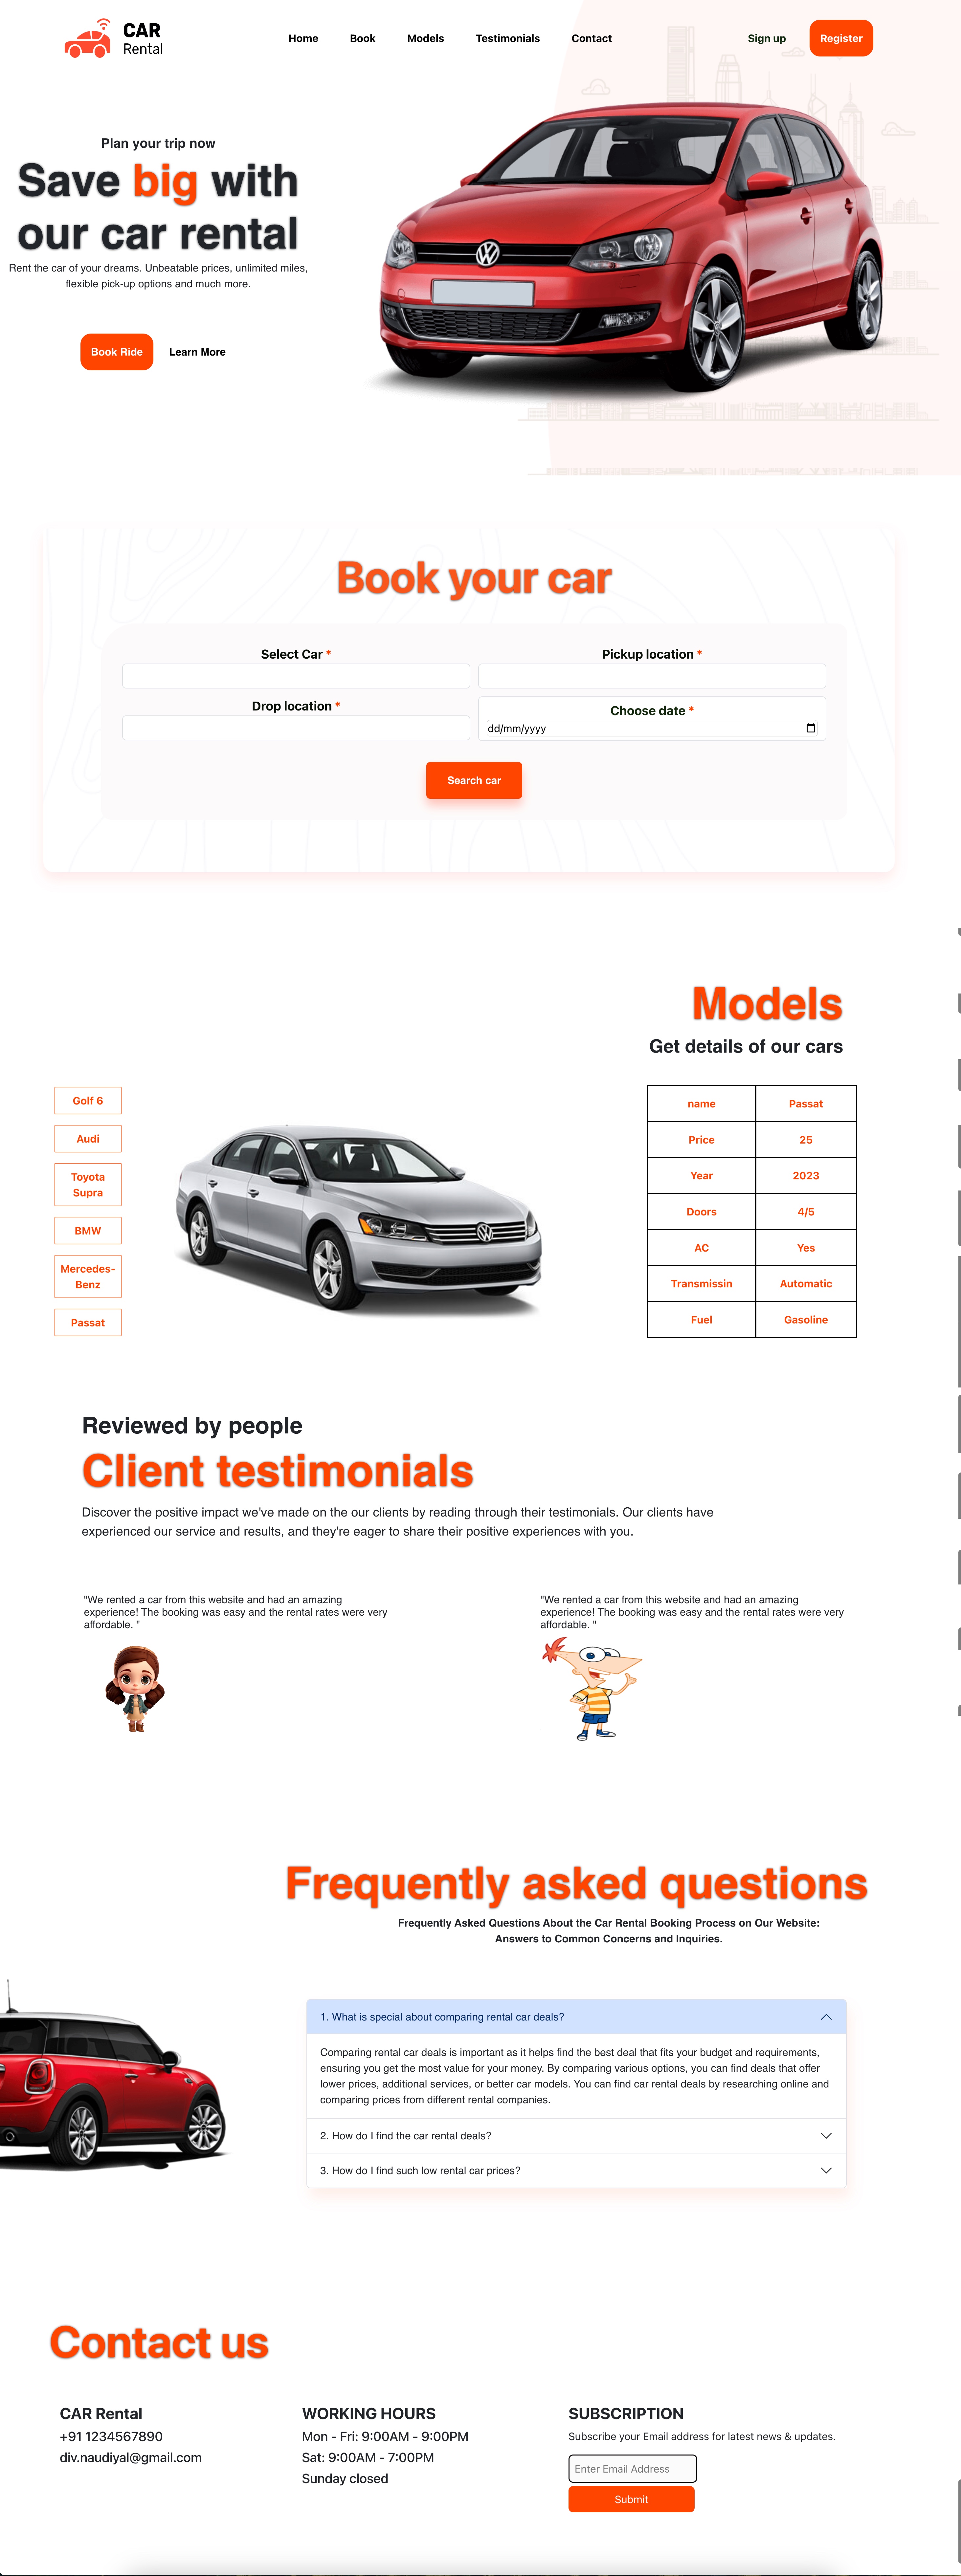 CAR
Rental
Home
Book
Models
Testimonials
Contact
Sign up
Register
Plan your trip now
Save big with
our car rental
Rent the car of your dreams. Unbeatable prices, unlimited miles,
flexible pick-up options and much more.
Book Ride
Learn More
Book your car
Select Car *
Pickup location *
Drop location *
Choose date *
dd/mm/yyyy
Search car
Models
Get details of our cars
Golf 6
Audi
Toyota
Supra
BMW
Mercedes-
Benz
Passat
name Passat
Price 25
Year 2023
Doors 4/5
AC Yes
Transmissin Automatic
Fuel Gasoline
Reviewed by people
Client testimonials
Discover the positive impact we've made on the our clients by reading through their testimonials. Our clients have
experienced our service and results, and they're eager to share their positive experiences with you.
"We rented a car from this website and had an amazing
experience! The booking was easy and the rental rates were very
affordable. "
"We rented a car from this website and had an amazing
experience! The booking was easy and the rental rates were very
affordable. "
Frequently asked questions
Frequently Asked Questions About the Car Rental Booking Process on Our Website:
Answers to Common Concerns and Inquiries.
1. What is special about comparing rental car deals?
Comparing rental car deals is important as it helps find the best deal that fits your budget and requirements,
ensuring you get the most value for your money. By comparing various options, you can find deals that offer
lower prices, additional services, or better car models. You can find car rental deals by researching online and
comparing prices from different rental companies.
2. How do I find the car rental deals?
3. How do I find such low rental car prices?
Contact us
CAR Rental
+91 1234567890
div.naudiyal@gmail.com
WORKING HOURS
Mon - Fri: 9:00AM - 9:00PM
Sat: 9:00AM - 7:00PM
Sunday closed
SUBSCRIPTION
Subscribe your Email address for latest news & updates.
Enter Email Address
Submit